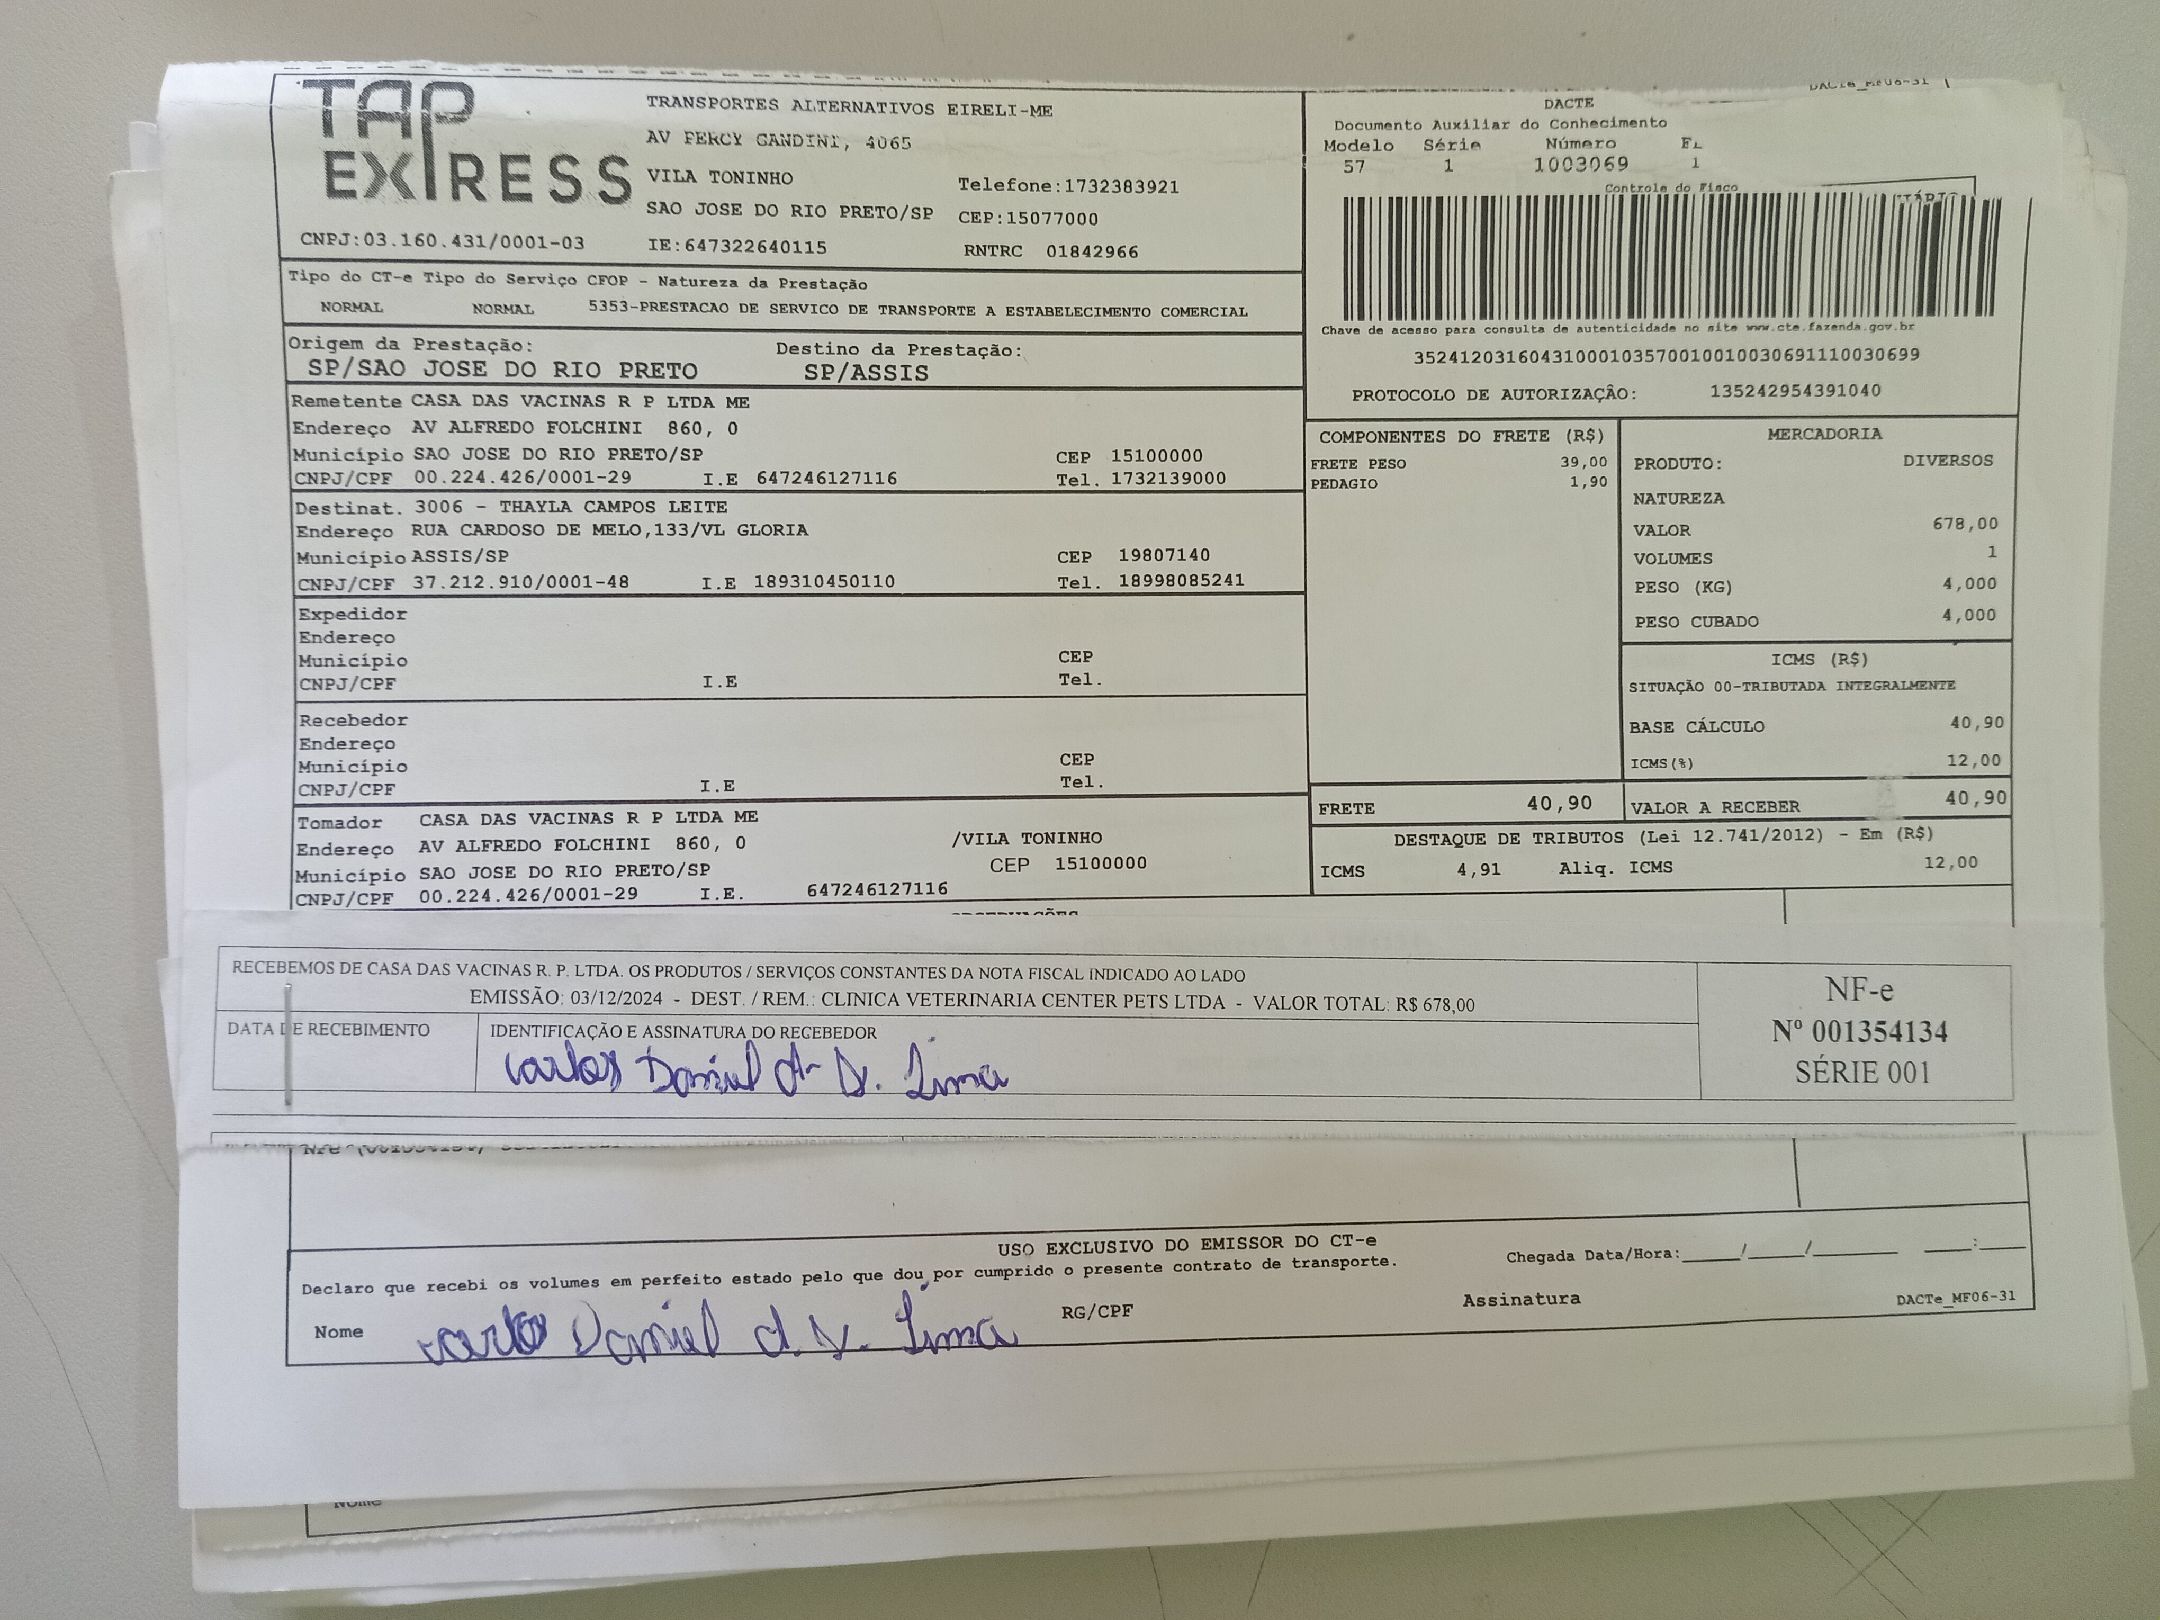 TAP EXPRESS
TRANSPORTES ALTERNATIVOS EIRELI-ME
AV PERCY GANDINI, 4065
VILA TONINHO
Telefone:1732383921
SAO JOSE DO RIO PRETO/SP CEP:15077000
CNPJ:03.160.431/0001-03 IE:647322640115 RNTRC 01842966
DACTe_MF06-31
DACTE
Documento Auxiliar do Conhecimento
Modelo Série Número FL
57 1 1003069 1
Controle do Fisco
Chave de acesso para consulta de autenticidade no site www.cte.fazenda.gov.br
35241203160431000103570010010030691110030699
PROTOCOLO DE AUTORIZAÇÂO: 135242954391040
Tipo do CT-e Tipo do Serviço CFOP - Natureza da Prestação
NORMAL NORMAL 5353-PRESTACAO DE SERVICO DE TRANSPORTE A ESTABELECIMENTO COMERCIAL
Origem da Prestação: Destino da Prestação:
SP/SAO JOSE DO RIO PRETO SP/ASSIS
Remetente CASA DAS VACINAS R P LTDA ME
Endereço AV ALFREDO FOLCHINI 860, 0
Município SAO JOSE DO RIO PRETO/SP CEP 15100000
CNPJ/CPF 00.224.426/0001-29 I.E 647246127116 Tel. 1732139000
Destinat. 3006 - THAYLA CAMPOS LEITE
Endereço RUA CARDOSO DE MELO,133/VL GLORIA
Município ASSIS/SP CEP 19807140
CNPJ/CPF 37.212.910/0001-48 I.E 189310450110 Tel. 18998085241
Expedidor
Endereço
Município CEP
CNPJ/CPF I.E Tel.
Recebedor
Endereço
Município CEP
CNPJ/CPF I.E Tel.
Tomador CASA DAS VACINAS R P LTDA ME
Endereço AV ALFREDO FOLCHINI 860, 0 /VILA TONINHO
Município SAO JOSE DO RIO PRETO/SP CEP 15100000
CNPJ/CPF 00.224.426/0001-29 I.E. 647246127116
COMPONENTES DO FRETE (R$)
FRETE PESO 39,00
PEDAGIO 1,90
MERCADORIA
PRODUTO: DIVERSOS
NATUREZA
VALOR 678,00
VOLUMES 1
PESO (KG) 4,000
PESO CUBADO 4,000
ICMS (R$)
SITUAÇÃO 00-TRIBUTADA INTEGRALMENTE
BASE CÁLCULO 40,90
ICMS(%) 12,00
FRETE 40,90 VALOR A RECEBER 40,90
DESTAQUE DE TRIBUTOS (Lei 12.741/2012) - Em (R$)
ICMS 4,91 Aliq. ICMS 12,00
OBSERVAÇÕES
RECEBEMOS DE CASA DAS VACINAS R. P. LTDA. OS PRODUTOS / SERVIÇOS CONSTANTES DA NOTA FISCAL INDICADO AO LADO
EMISSÃO: 03/12/2024 - DEST. / REM.: CLINICA VETERINARIA CENTER PETS LTDA - VALOR TOTAL: R$ 678,00
DATA DE RECEBIMENTO IDENTIFICAÇÃO E ASSINATURA DO RECEBEDOR
Carlos Daniel d. S. Lima
NF-e
Nº 001354134
SÉRIE 001
USO EXCLUSIVO DO EMISSOR DO CT-e
Declaro que recebi os volumes em perfeito estado pelo que dou por cumprido o presente contrato de transporte.
Chegada Data/Hora:____/____/______ ___:___
Nome Carlos Daniel d. S. Lima RG/CPF Assinatura
DACTe_MF06-31
Nome